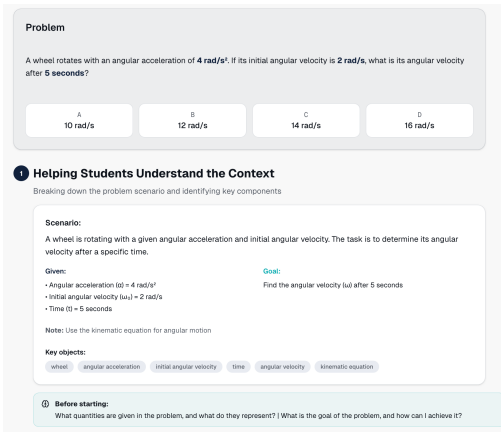 Problem
A wheel rotates with an angular acceleration of 4 rad/s². If its initial angular velocity is 2 rad/s, what is its angular velocity
after 5 seconds?
A
10 rad/s
B
12 rad/s
C
14 rad/s
D
16 rad/s
1 Helping Students Understand the Context
Breaking down the problem scenario and identifying key components
Scenario:
A wheel is rotating with a given angular acceleration and initial angular velocity. The task is to determine its angular
velocity after a specific time.
Given:
• Angular acceleration (α) = 4 rad/s²
• Initial angular velocity (ω₀) = 2 rad/s
• Time (t) = 5 seconds
Goal:
Find the angular velocity (ω) after 5 seconds
Note: Use the kinematic equation for angular motion
Key objects:
wheel angular acceleration initial angular velocity time angular velocity kinematic equation
Before starting:
What quantities are given in the problem, and what do they represent? | What is the goal of the problem, and how can I achieve it?